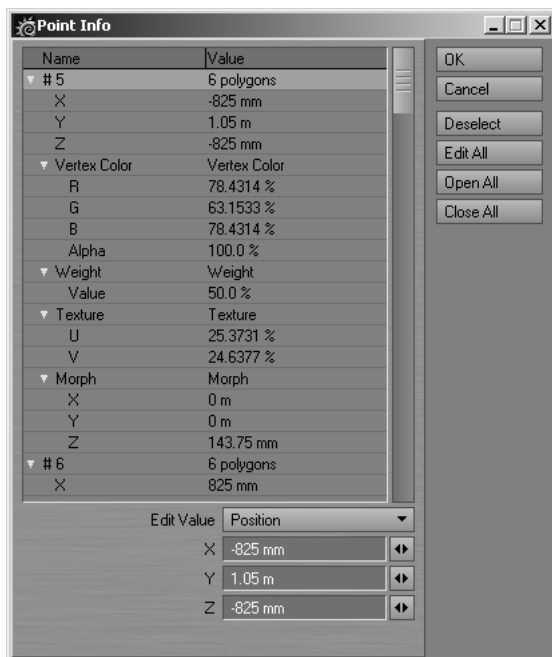 Point Info
Name Value
# 5 6 polygons
X -825 mm
Y 1.05 m
Z -825 mm
Vertex Color Vertex Color
R 78.4314 %
G 63.1533 %
B 78.4314 %
Alpha 100.0 %
Weight Weight
Value 50.0 %
Texture Texture
U 25.3731 %
V 24.6377 %
Morph Morph
X 0 m
Y 0 m
Z 143.75 mm
# 6 6 polygons
X 825 mm
Edit Value Position
X -825 mm
Y 1.05 m
Z -825 mm
OK
Cancel
Deselect
Edit All
Open All
Close All